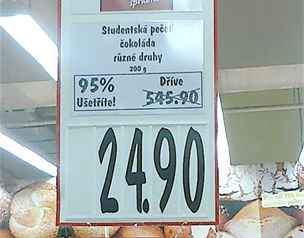 Studentská pečeť
čokoláda
různé druhy
200 g
95%
Ušetříte!
Dříve
545.90
24.90